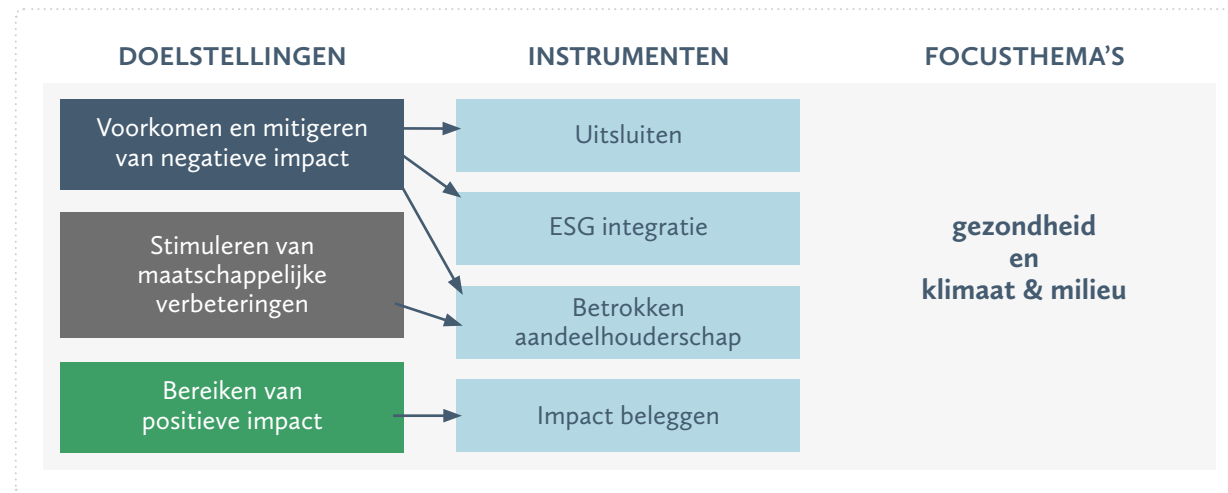 DOELSTELLINGEN
INSTRUMENTEN
FOCUSTHEMA'S
Voorkomen en mitigeren
van negatieve impact
Stimuleren van
maatschappelijke
verbeteringen
Bereiken van
positieve impact
Uitsluiten
ESG integratie
Betrokken
aandeelhouderschap
Impact beleggen
gezondheid
en
klimaat & milieu